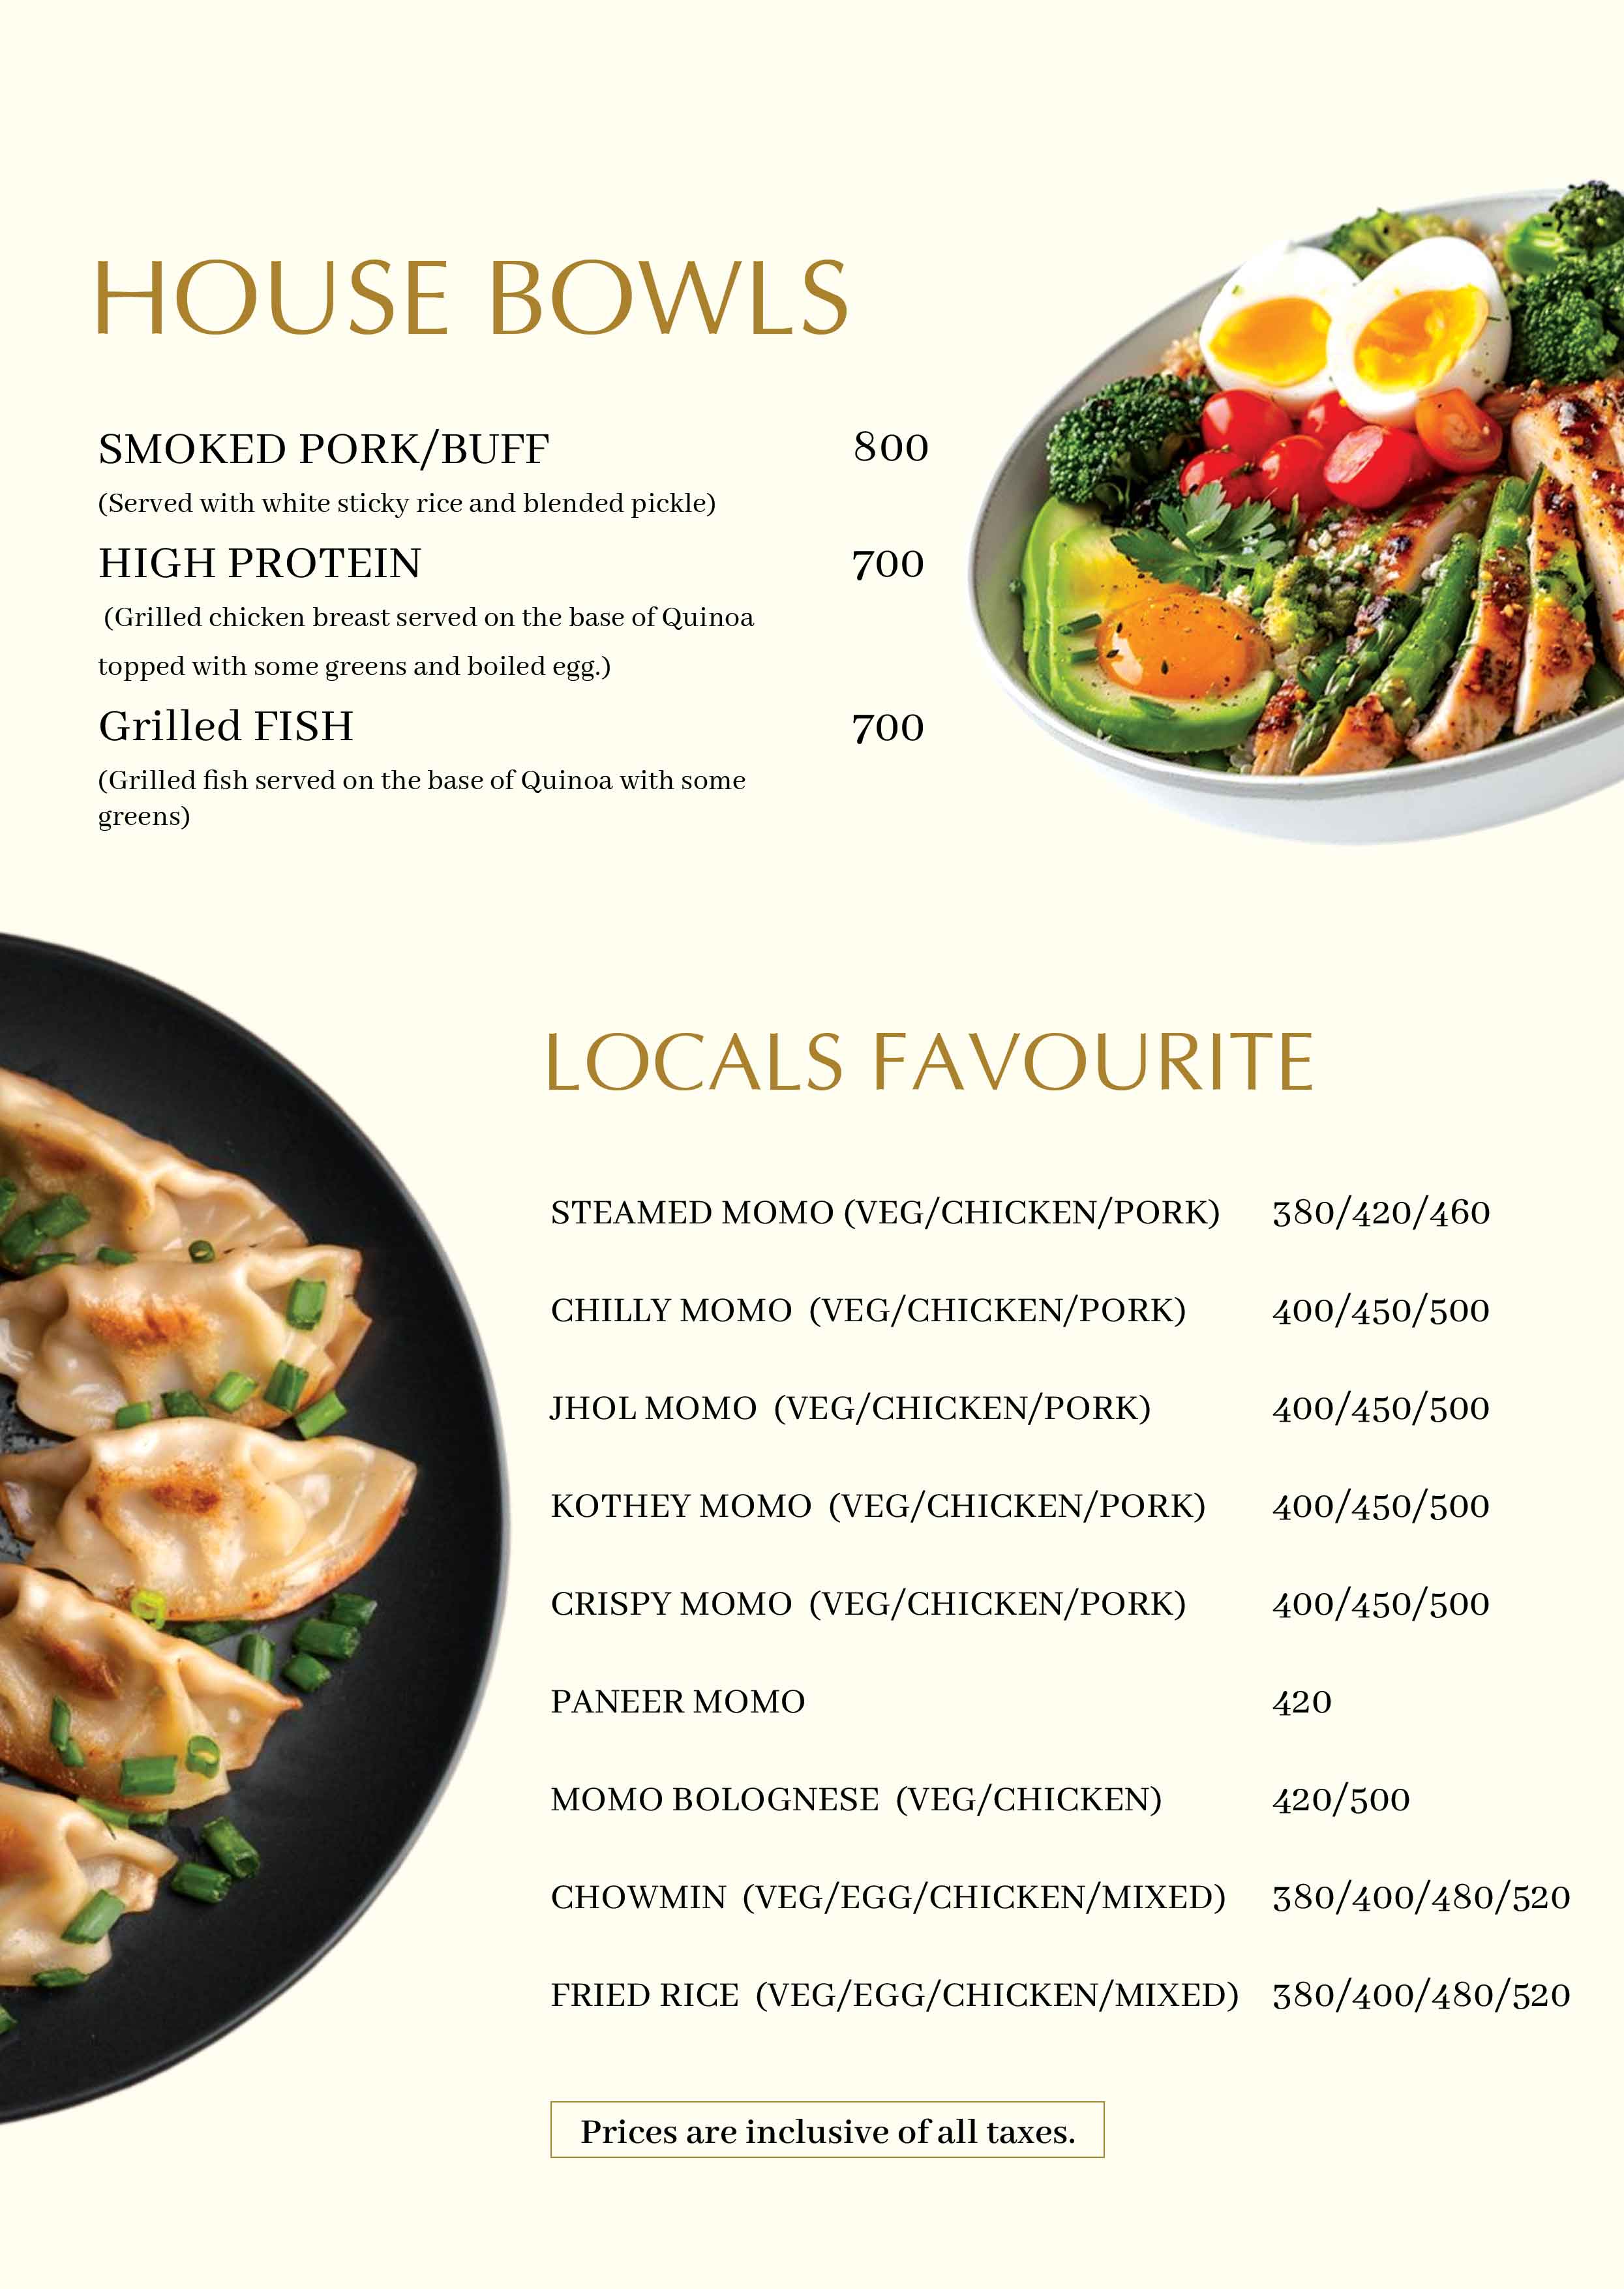 HOUSE BOWLS
SMOKED PORK/BUFF 800
(Served with white sticky rice and blended pickle)
HIGH PROTEIN 700
(Grilled chicken breast served on the base of Quinoa
topped with some greens and boiled egg.)
Grilled FISH 700
(Grilled fish served on the base of Quinoa with some
greens)
LOCALS FAVOURITE
STEAMED MOMO (VEG/CHICKEN/PORK) 380/420/460
CHILLY MOMO (VEG/CHICKEN/PORK) 400/450/500
JHOL MOMO (VEG/CHICKEN/PORK) 400/450/500
KOTHEY MOMO (VEG/CHICKEN/PORK) 400/450/500
CRISPY MOMO (VEG/CHICKEN/PORK) 400/450/500
PANEER MOMO 420
MOMO BOLOGNESE (VEG/CHICKEN) 420/500
CHOWMIN (VEG/EGG/CHICKEN/MIXED) 380/400/480/520
FRIED RICE (VEG/EGG/CHICKEN/MIXED) 380/400/480/520
Prices are inclusive of all taxes.